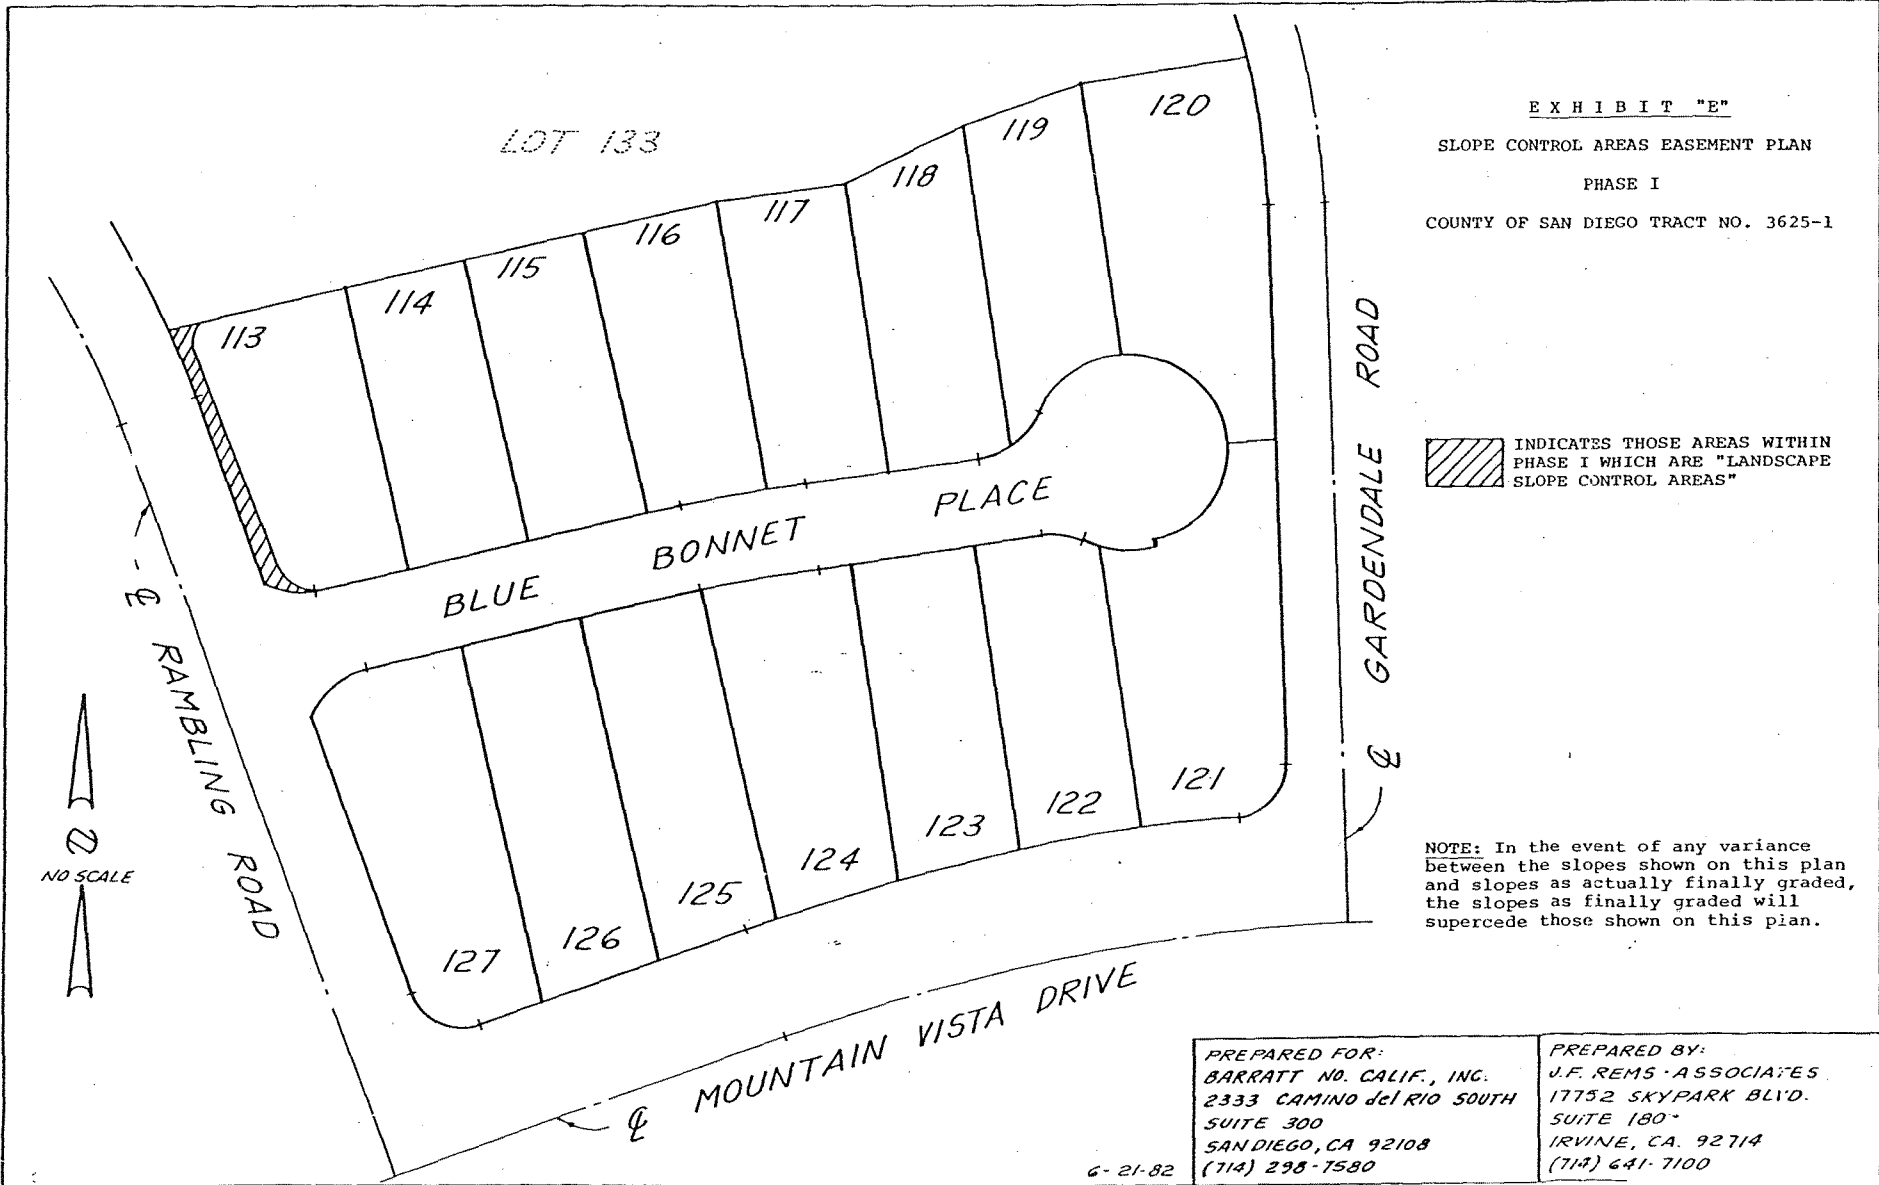 EXHIBIT "E"
SLOPE CONTROL AREAS EASEMENT PLAN
PHASE I
COUNTY OF SAN DIEGO TRACT NO. 3625-1
LOT 133
120
119
118
117
116
115
114
113
INDICATES THOSE AREAS WITHIN
PHASE I WHICH ARE "LANDSCAPE
SLOPE CONTROL AREAS"
BLUE BONNET PLACE
℄ RAMBLING ROAD
℄ GARDENDALE ROAD
121
122
123
124
125
126
127
N
NO SCALE
NOTE: In the event of any variance
between the slopes shown on this plan
and slopes as actually finally graded,
the slopes as finally graded will
supercede those shown on this plan.
℄ MOUNTAIN VISTA DRIVE
6-21-82
PREPARED FOR:
BARRATT NO. CALIF., INC.
2333 CAMINO del RIO SOUTH
SUITE 300
SAN DIEGO, CA 92108
(714) 298-7580
PREPARED BY:
J.F. REMS · ASSOCIATES
17752 SKYPARK BLVD.
SUITE 180
IRVINE, CA. 92714
(714) 641-7100